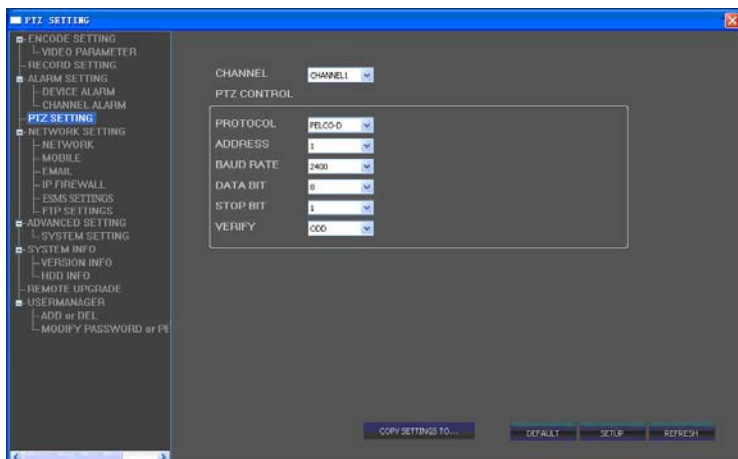 PTZ SETTING
ENCODE SETTING
VIDEO PARAMETER
RECORD SETTING
ALARM SETTING
DEVICE ALARM
CHANNEL ALARM
PTZ SETTING
NETWORK SETTING
NETWORK
MOBILE
EMAIL
IP FIREWALL
ESMS SETTINGS
FTP SETTINGS
ADVANCED SETTING
SYSTEM SETTING
SYSTEM INFO
VERSION INFO
HDD INFO
REMOTE UPGRADE
USERMANAGER
ADD or DEL
MODIFY PASSWORD or PE
CHANNEL CHANNEL1
PTZ CONTROL
PROTOCOL PELCO-D
ADDRESS 1
BAUD RATE 2400
DATA BIT 8
STOP BIT 1
VERIFY ODD
COPY SETTINGS TO... DEFAULT SETUP REFRESH